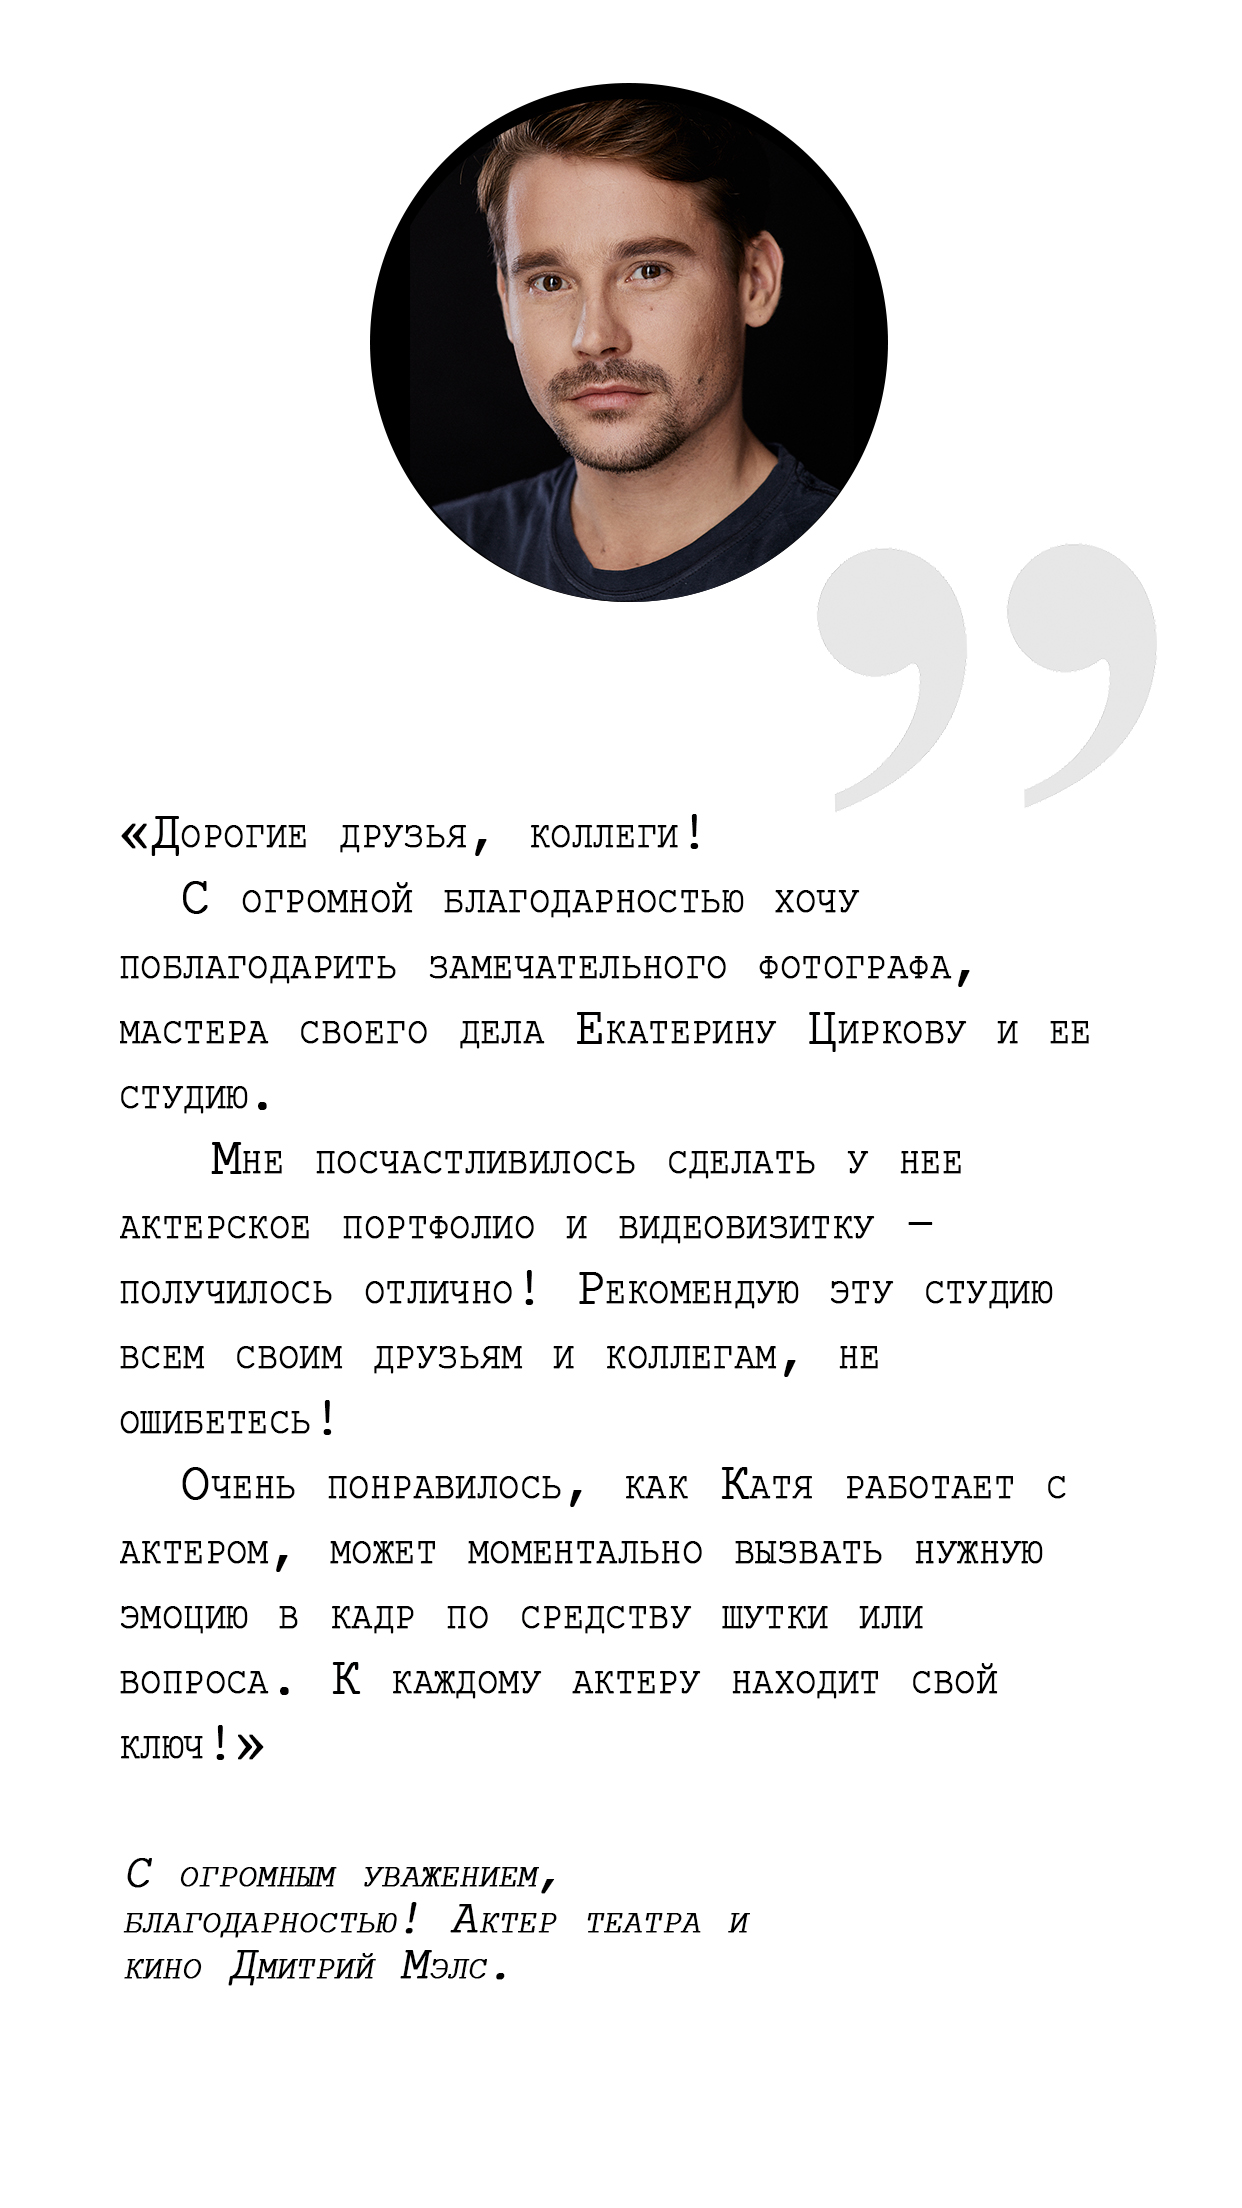 «Дорогие друзья, коллеги!
С огромной благодарностью хочу
поблагодарить замечательного фотографа,
мастера своего дела Екатерину Циркову и ее
студию.
Мне посчастливилось сделать у нее
актерское портфолио и видеовизитку –
получилось отлично! Рекомендую эту студию
всем своим друзьям и коллегам, не
ошибетесь!
Очень понравилось, как Катя работает с
актером, может моментально вызвать нужную
эмоцию в кадр по средству шутки или
вопроса. К каждому актеру находит свой
ключ!»
С огромным уважением,
благодарностью! Актер театра и
кино Дмитрий Мэлс.